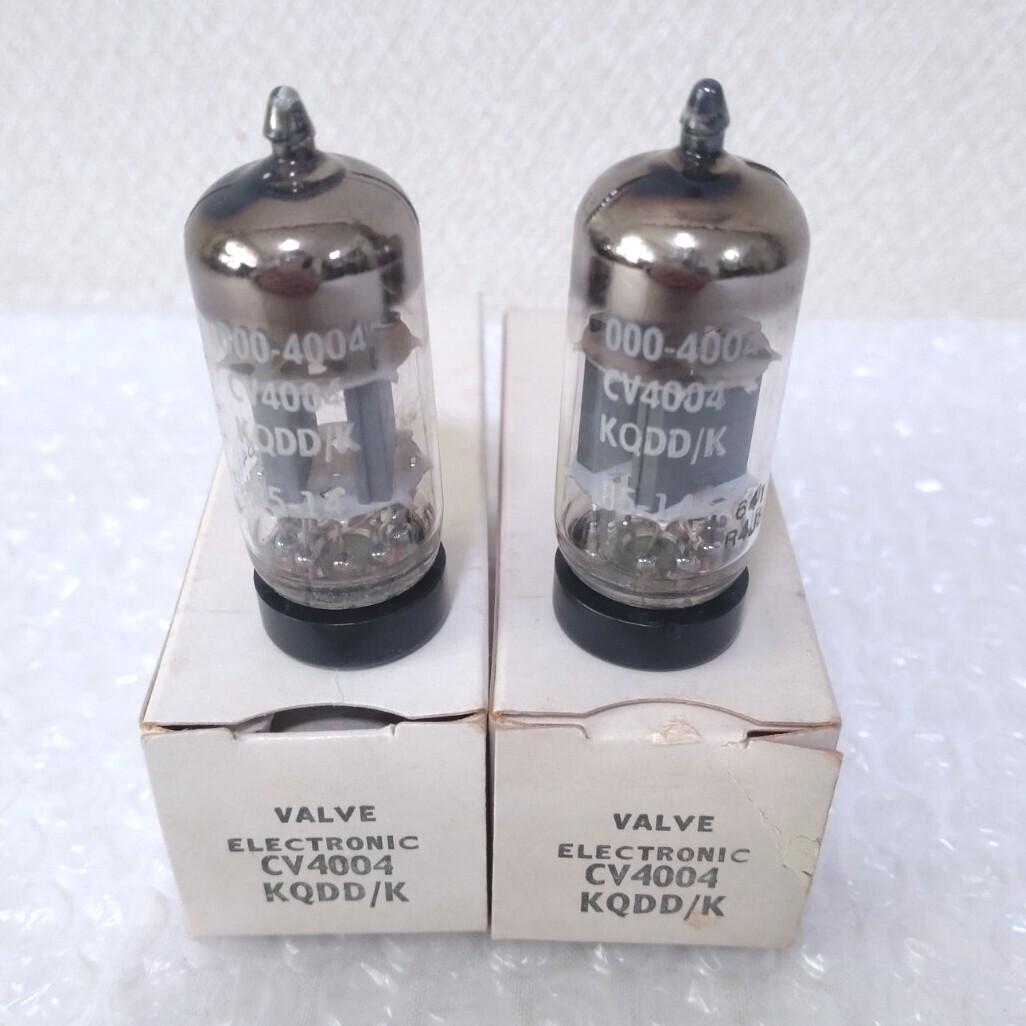 000-4004
CV4004
KQDD/K
000-4004
CV4004
KQDD/K
VALVE
ELECTRONIC
CV4004
KQDD/K
VALVE
ELECTRONIC
CV4004
KQDD/K